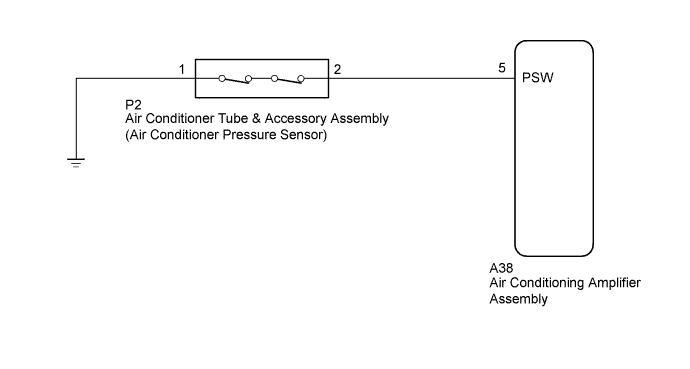 1
2
5
PSW
P2
Air Conditioner Tube & Accessory Assembly
(Air Conditioner Pressure Sensor)
A38
Air Conditioning Amplifier
Assembly